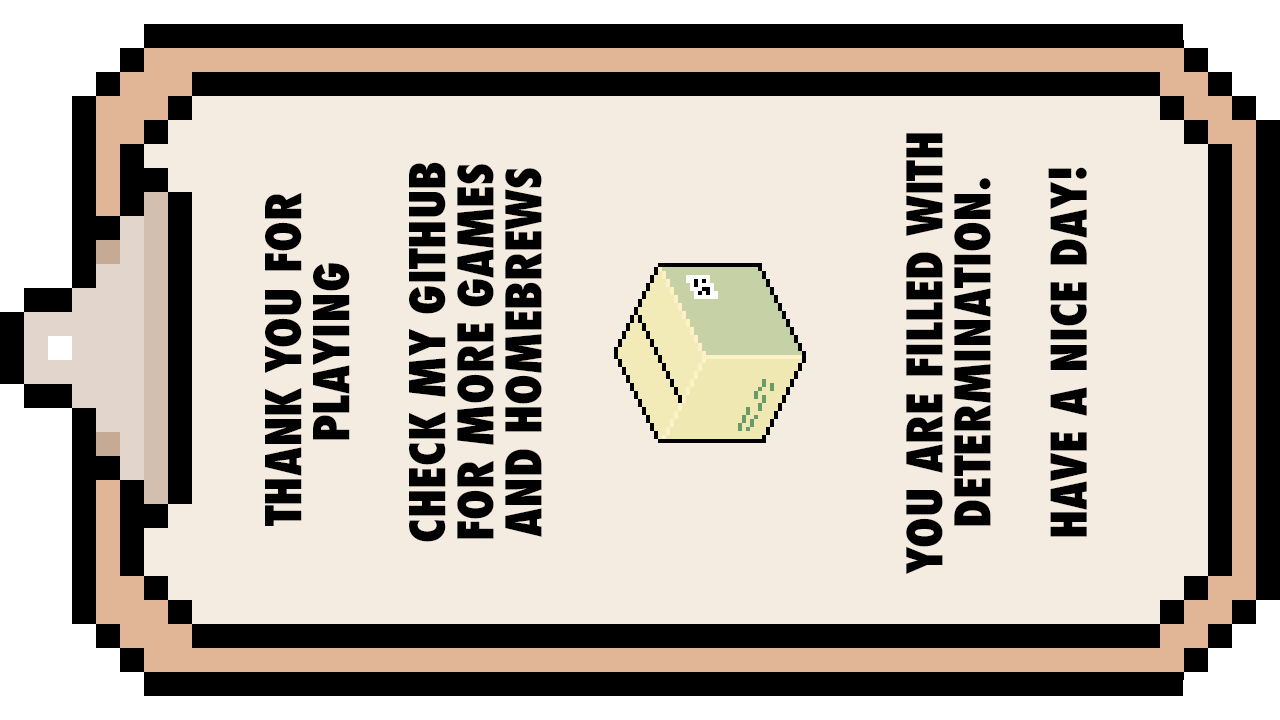 THANK YOU FOR
PLAYING
CHECK MY GITHUB
FOR MORE GAMES
AND HOMEBREWS
YOU ARE FILLED WITH
DETERMINATION.
HAVE A NICE DAY!